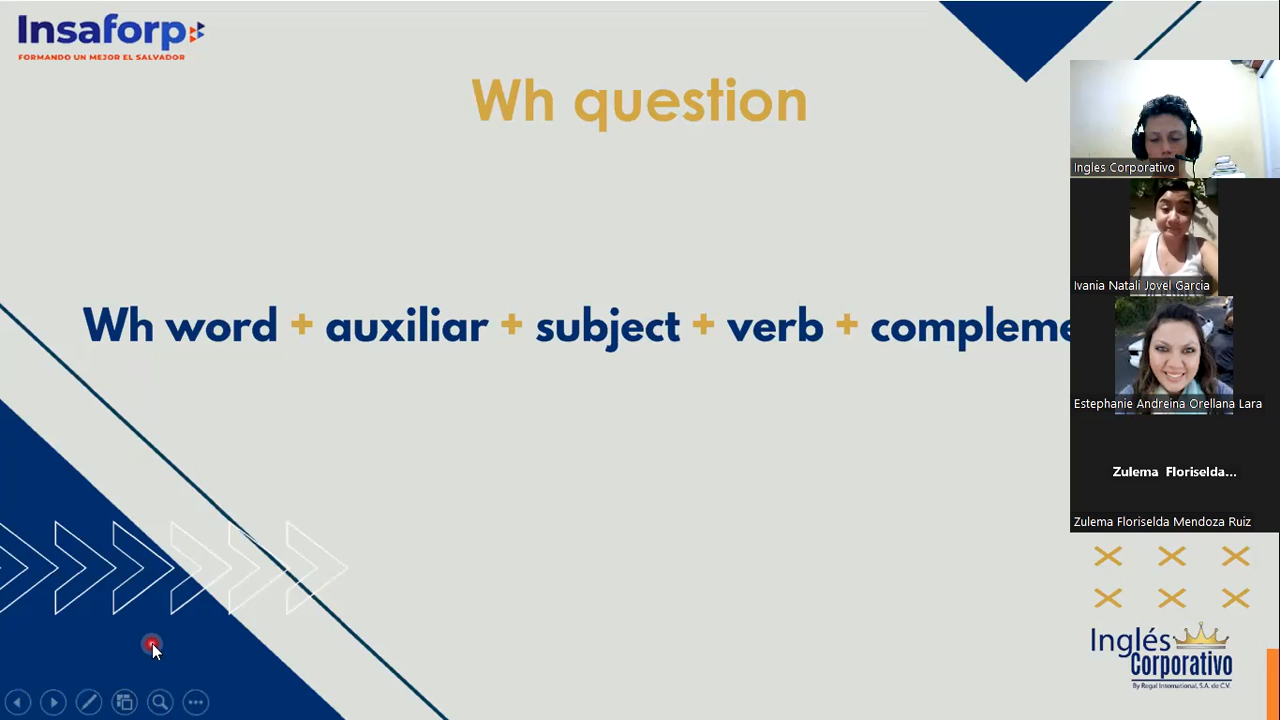 Insaforp
FORMANDO UN MEJOR EL SALVADOR
Wh question
Wh word + auxiliar + subject + verb + compleme
Ingles Corporativo
Ivania Natali Jovel Garcia
Estephanie Andreina Orellana Lara
Zulema Floriselda...
Zulema Floriselda Mendoza Ruiz
Inglés
Corporativo
By Regal International, S.A. de C.V.